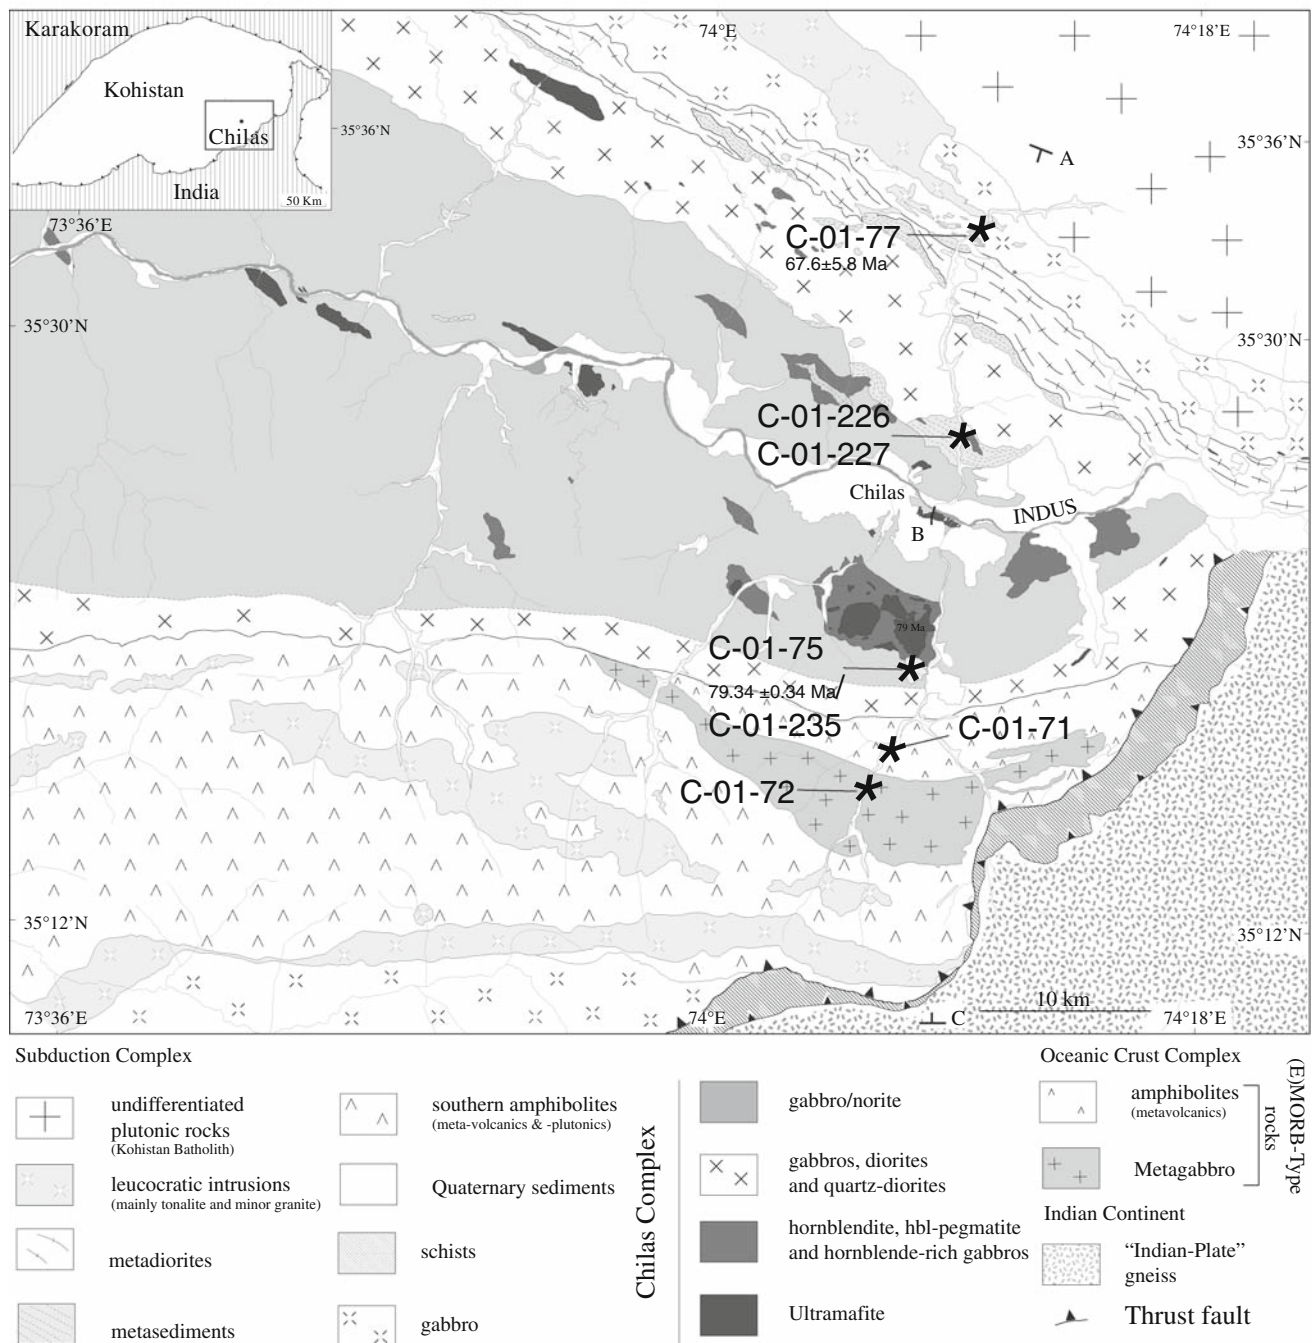 Karakoram
Kohistan
Chilas
India
50 Km
74°E
74°18'E
35°36'N
35°36'N
A
73°36'E
C-01-77
67.6±5.8 Ma
35°30'N
35°30'N
C-01-226
C-01-227
Chilas
INDUS
B
79 Ma
C-01-75
79.34 ±0.34 Ma/
C-01-235
C-01-71
C-01-72
35°12'N
35°12'N
10 km
73°36'E
74°E
C
74°18'E
Subduction Complex
undifferentiated
plutonic rocks
(Kohistan Batholith)
leucocratic intrusions
(mainly tonalite and minor granite)
metadiorites
metasediments
southern amphibolites
(meta-volcanics & -plutonics)
Quaternary sediments
schists
gabbro
Chilas Complex
gabbro/norite
gabbros, diorites
and quartz-diorites
hornblendite, hbl-pegmatite
and hornblende-rich gabbros
Ultramafite
Oceanic Crust Complex
amphibolites
(metavolcanics)
Metagabbro
(E)MORB-Type
rocks
Indian Continent
“Indian-Plate”
gneiss
Thrust fault